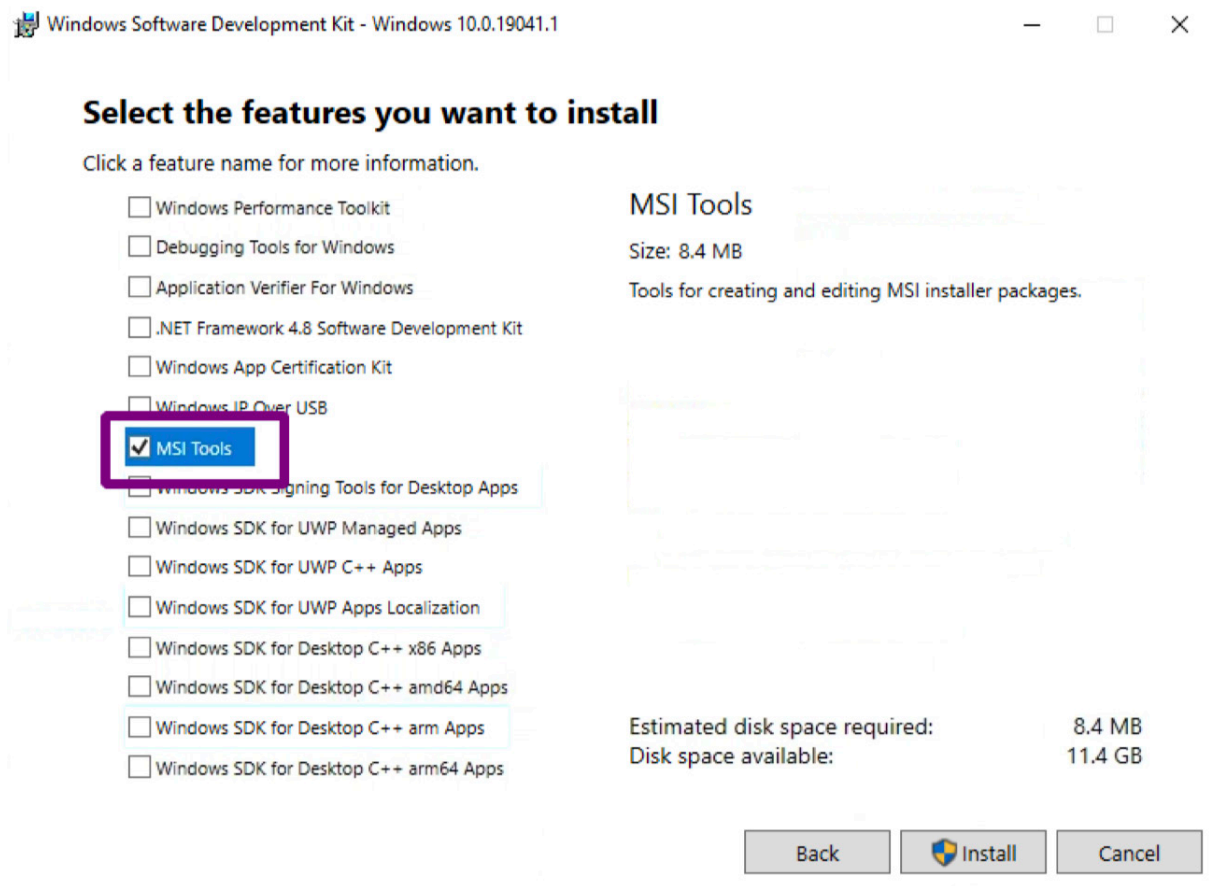 Windows Software Development Kit - Windows 10.0.19041.1
Select the features you want to install
Click a feature name for more information.
Windows Performance Toolkit
Debugging Tools for Windows
Application Verifier For Windows
.NET Framework 4.8 Software Development Kit
Windows App Certification Kit
Windows IP Over USB
MSI Tools
Windows SDK Signing Tools for Desktop Apps
Windows SDK for UWP Managed Apps
Windows SDK for UWP C++ Apps
Windows SDK for UWP Apps Localization
Windows SDK for Desktop C++ x86 Apps
Windows SDK for Desktop C++ amd64 Apps
Windows SDK for Desktop C++ arm Apps
Windows SDK for Desktop C++ arm64 Apps
MSI Tools
Size: 8.4 MB
Tools for creating and editing MSI installer packages.
Estimated disk space required: 8.4 MB
Disk space available: 11.4 GB
Back Install Cancel